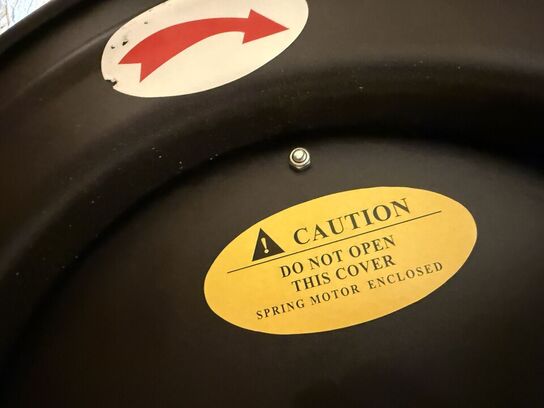 CAUTION
DO NOT OPEN
THIS COVER
SPRING MOTOR ENCLOSED